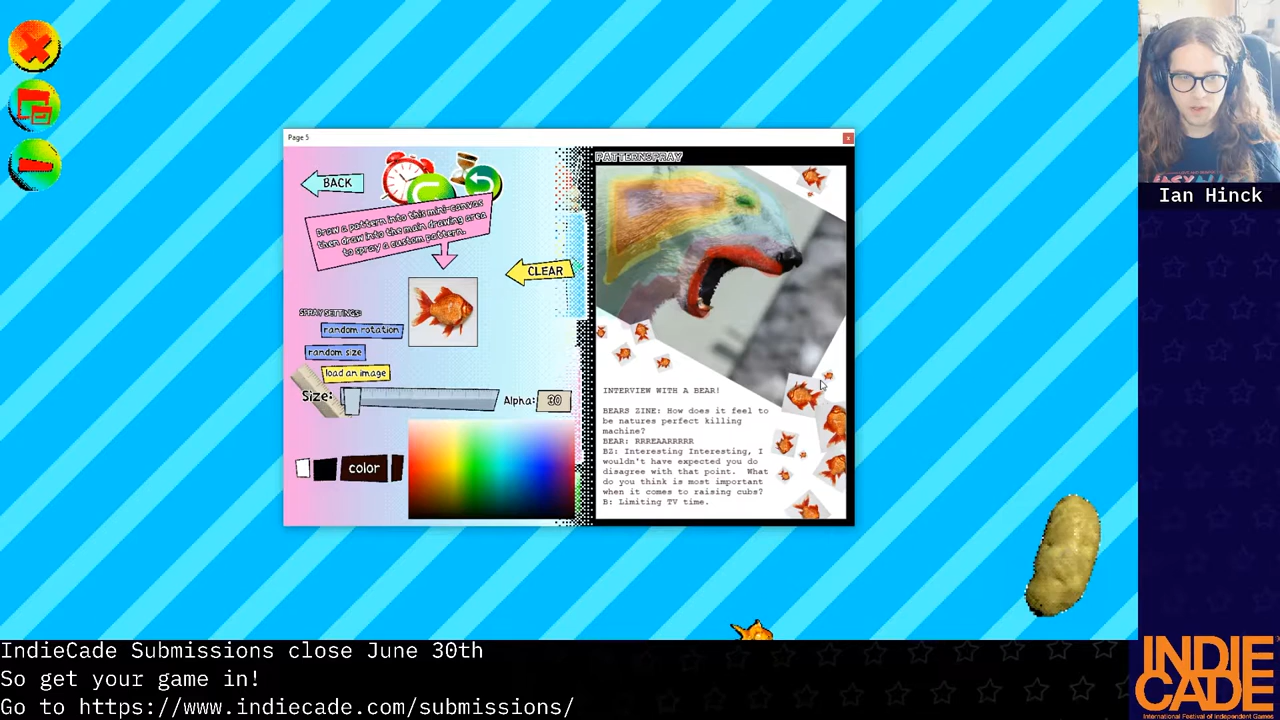 Page 5
x
BACK
Draw a pattern into this mini-canvas
then draw into the main drawing area
to spray a custom pattern.
CLEAR
SPRAY SETTINGS:
random rotation
random size
load an image
Size:
Alpha: 30
color
PATTERNSPRAY
INTERVIEW WITH A BEAR!
BEARS ZINE: How does it feel to
be natures perfect killing
machine?
BEAR: RRREAARRRRR
BZ: Interesting Interesting, I
wouldn't have expected you do
disagree with that point. What
do you think is most important
when it comes to raising cubs?
B: Limiting TV time.
Ian Hinck
IndieCade Submissions close June 30th
So get your game in!
Go to https://www.indiecade.com/submissions/
INDIE
CADE
International Festival of Independent Games